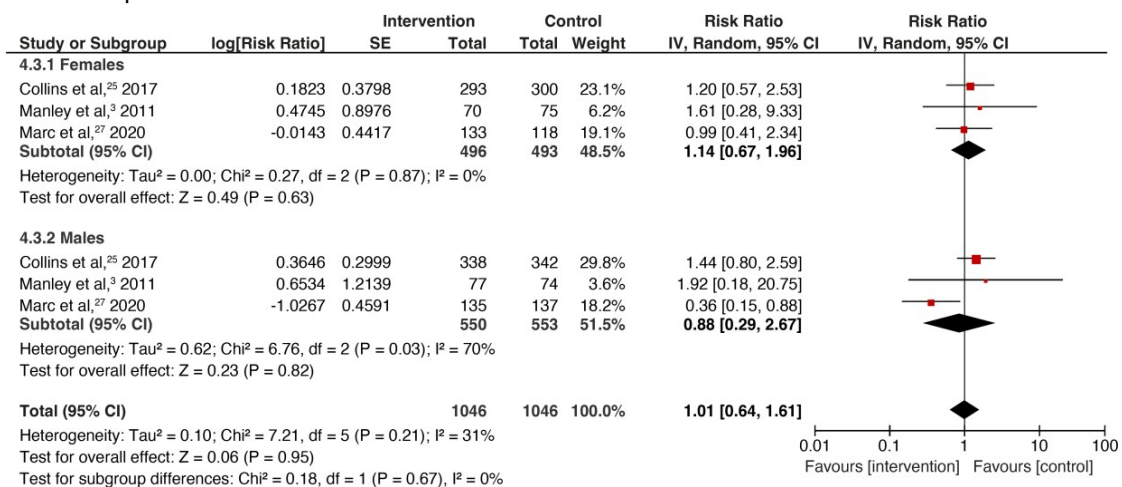 Intervention Control Risk Ratio Risk Ratio
Study or Subgroup log[Risk Ratio] SE Total Total Weight IV, Random, 95% CI IV, Random, 95% CI
4.3.1 Females
Collins et al,²⁵ 2017 0.1823 0.3798 293 300 23.1% 1.20 [0.57, 2.53]
Manley et al,³ 2011 0.4745 0.8976 70 75 6.2% 1.61 [0.28, 9.33]
Marc et al,²⁷ 2020 -0.0143 0.4417 133 118 19.1% 0.99 [0.41, 2.34]
Subtotal (95% CI) 496 493 48.5% 1.14 [0.67, 1.96]
Heterogeneity: Tau² = 0.00; Chi² = 0.27, df = 2 (P = 0.87); I² = 0%
Test for overall effect: Z = 0.49 (P = 0.63)
4.3.2 Males
Collins et al,²⁵ 2017 0.3646 0.2999 338 342 29.8% 1.44 [0.80, 2.59]
Manley et al,³ 2011 0.6534 1.2139 77 74 3.6% 1.92 [0.18, 20.75]
Marc et al,²⁷ 2020 -1.0267 0.4591 135 137 18.2% 0.36 [0.15, 0.88]
Subtotal (95% CI) 550 553 51.5% 0.88 [0.29, 2.67]
Heterogeneity: Tau² = 0.62; Chi² = 6.76, df = 2 (P = 0.03); I² = 70%
Test for overall effect: Z = 0.23 (P = 0.82)
Total (95% CI) 1046 1046 100.0% 1.01 [0.64, 1.61]
Heterogeneity: Tau² = 0.10; Chi² = 7.21, df = 5 (P = 0.21); I² = 31%
Test for overall effect: Z = 0.06 (P = 0.95)
Test for subgroup differences: Chi² = 0.18, df = 1 (P = 0.67), I² = 0%
0.01 0.1 1 10 100
Favours [intervention] Favours [control]